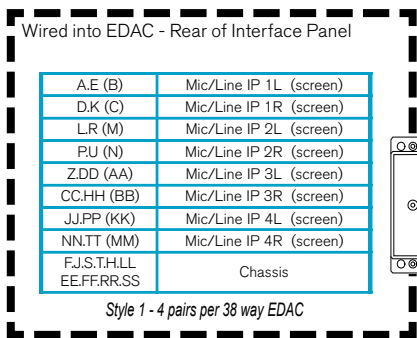 Wired into EDAC - Rear of Interface Panel
A.E (B) Mic/Line IP 1L (screen)
D.K (C) Mic/Line IP 1R (screen)
L.R (M) Mic/Line IP 2L (screen)
P.U (N) Mic/Line IP 2R (screen)
Z.DD (AA) Mic/Line IP 3L (screen)
CC.HH (BB) Mic/Line IP 3R (screen)
JJ.PP (KK) Mic/Line IP 4L (screen)
NN.TT (MM) Mic/Line IP 4R (screen)
F.J.S.T.H.LL
EE.FF.RR.SS Chassis
Style 1 - 4 pairs per 38 way EDAC